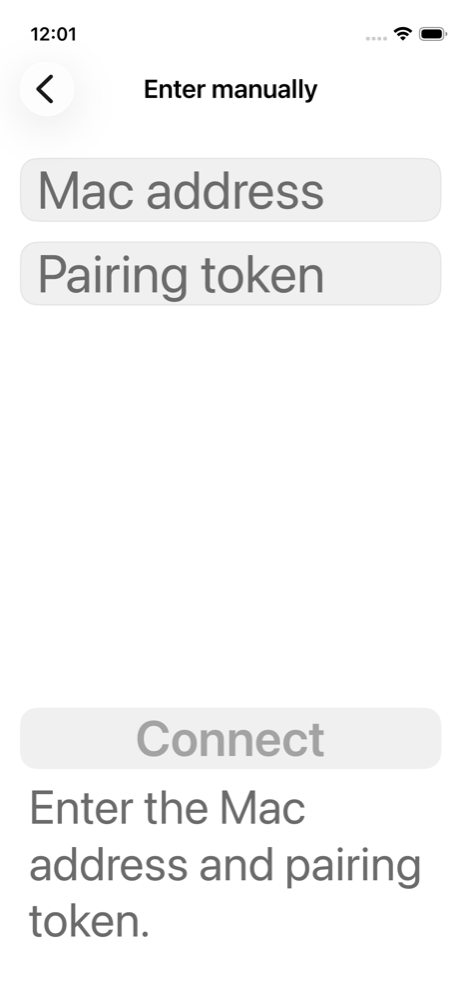 12:01
Enter manually
Mac address
Pairing token
Connect
Enter the Mac
address and pairing
token.